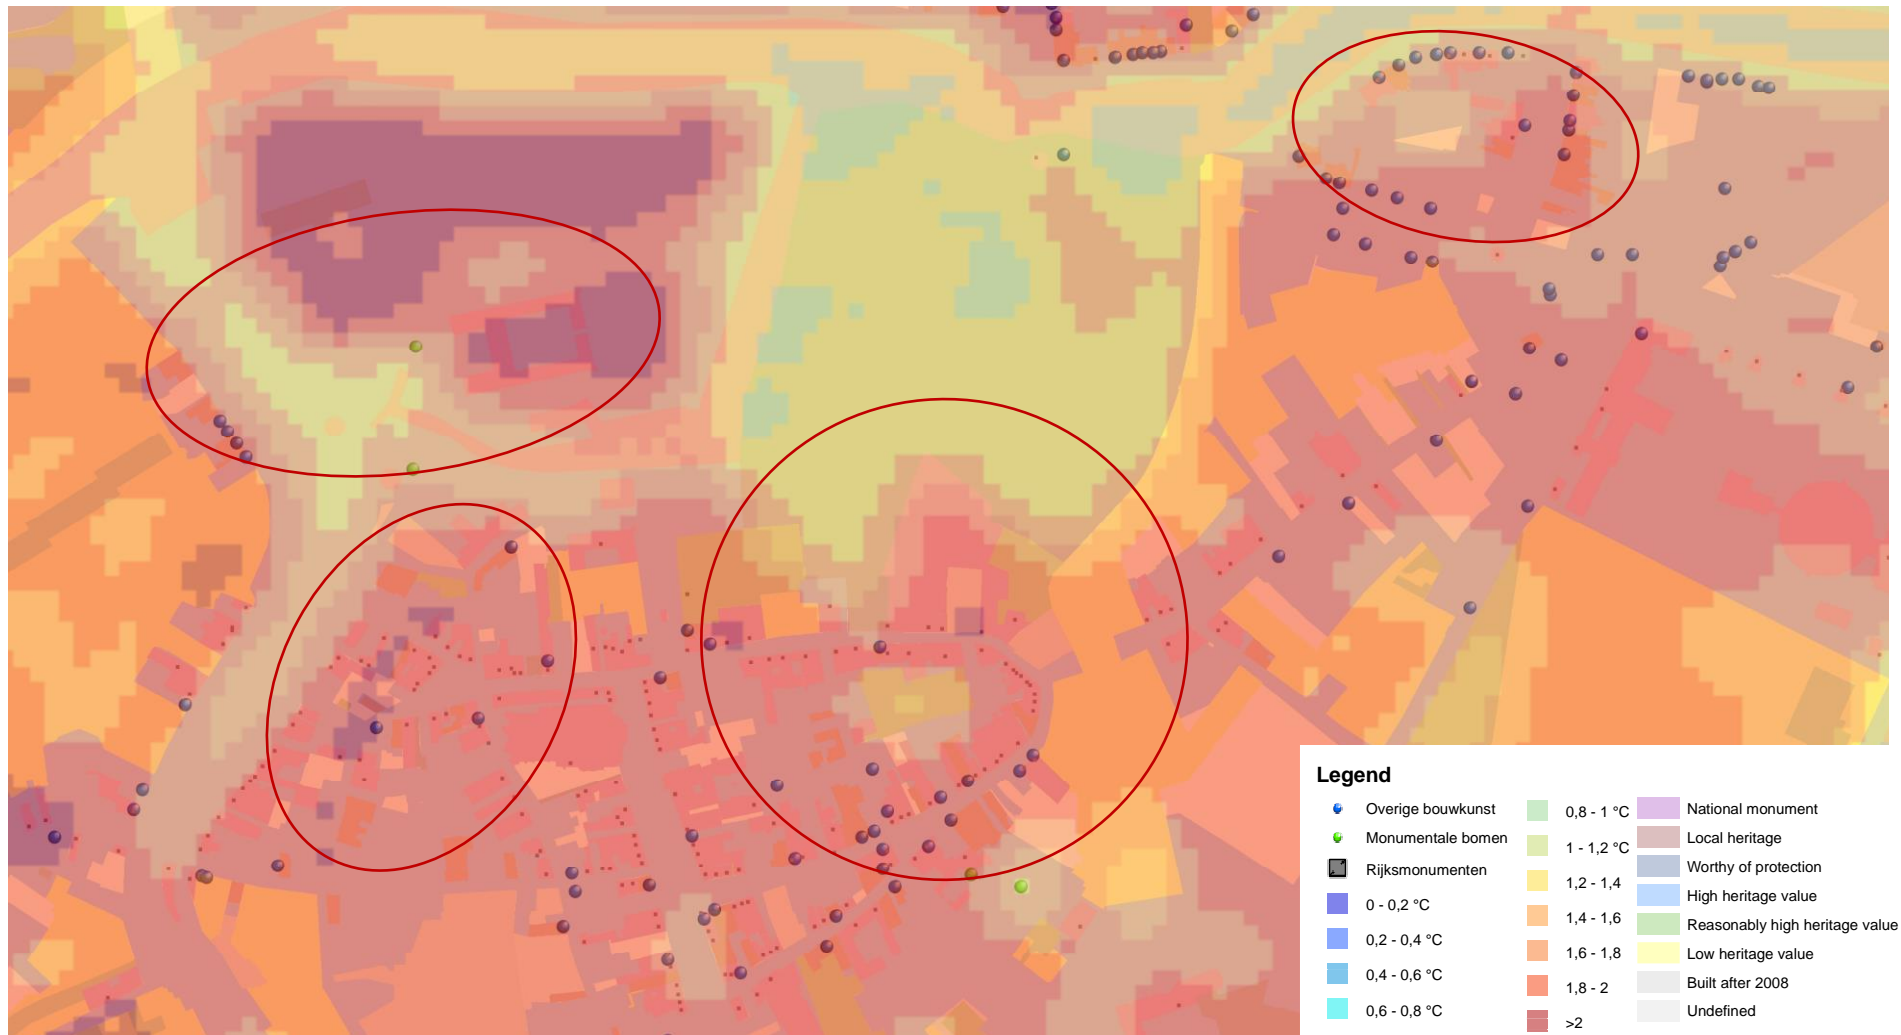 Legend
Overige bouwkunst
Monumentale bomen
Rijksmonumenten
0 - 0,2 °C
0,2 - 0,4 °C
0,4 - 0,6 °C
0,6 - 0,8 °C
0,8 - 1 °C
1 - 1,2 °C
1,2 - 1,4
1,4 - 1,6
1,6 - 1,8
1,8 - 2
>2
National monument
Local heritage
Worthy of protection
High heritage value
Reasonably high heritage value
Low heritage value
Built after 2008
Undefined